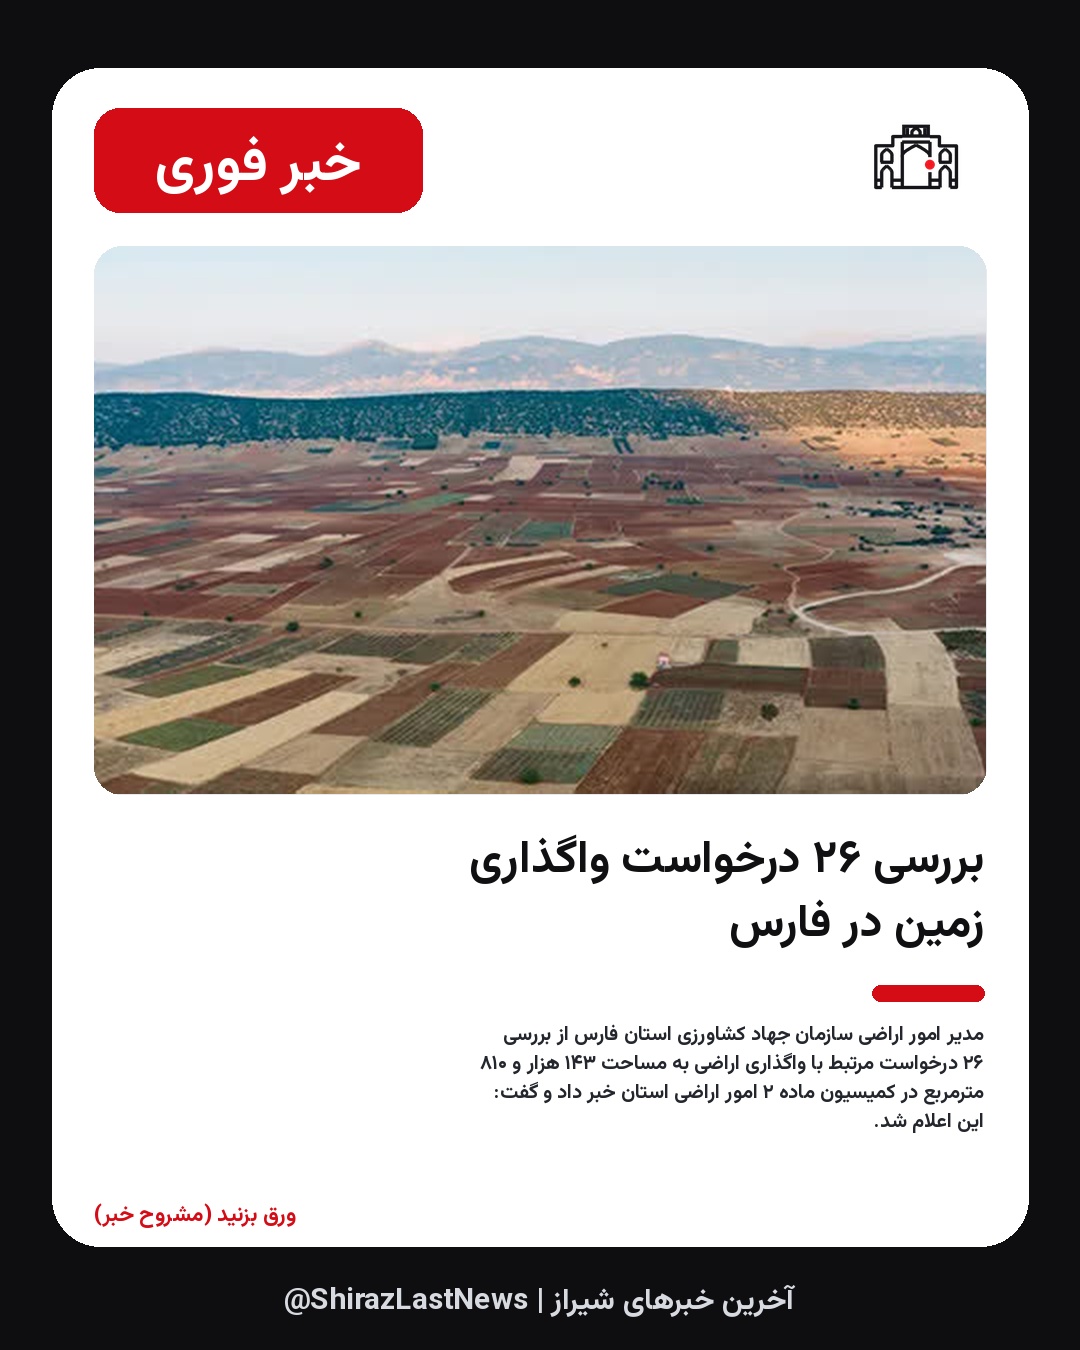 خبر فوری
بررسی ۲۶ درخواست واگذاری
زمین در فارس
مدیر امور اراضی سازمان جهاد کشاورزی استان فارس از بررسی
۲۶ درخواست مرتبط با واگذاری اراضی به مساحت ۱۴۳ هزار و ۸۱۰
مترمربع در کمیسیون ماده ۲ امور اراضی استان خبر داد و گفت:
این اعلام شد.
ورق بزنید (مشروح خبر)
آخرین خبرهای شیراز | @ShirazLastNews